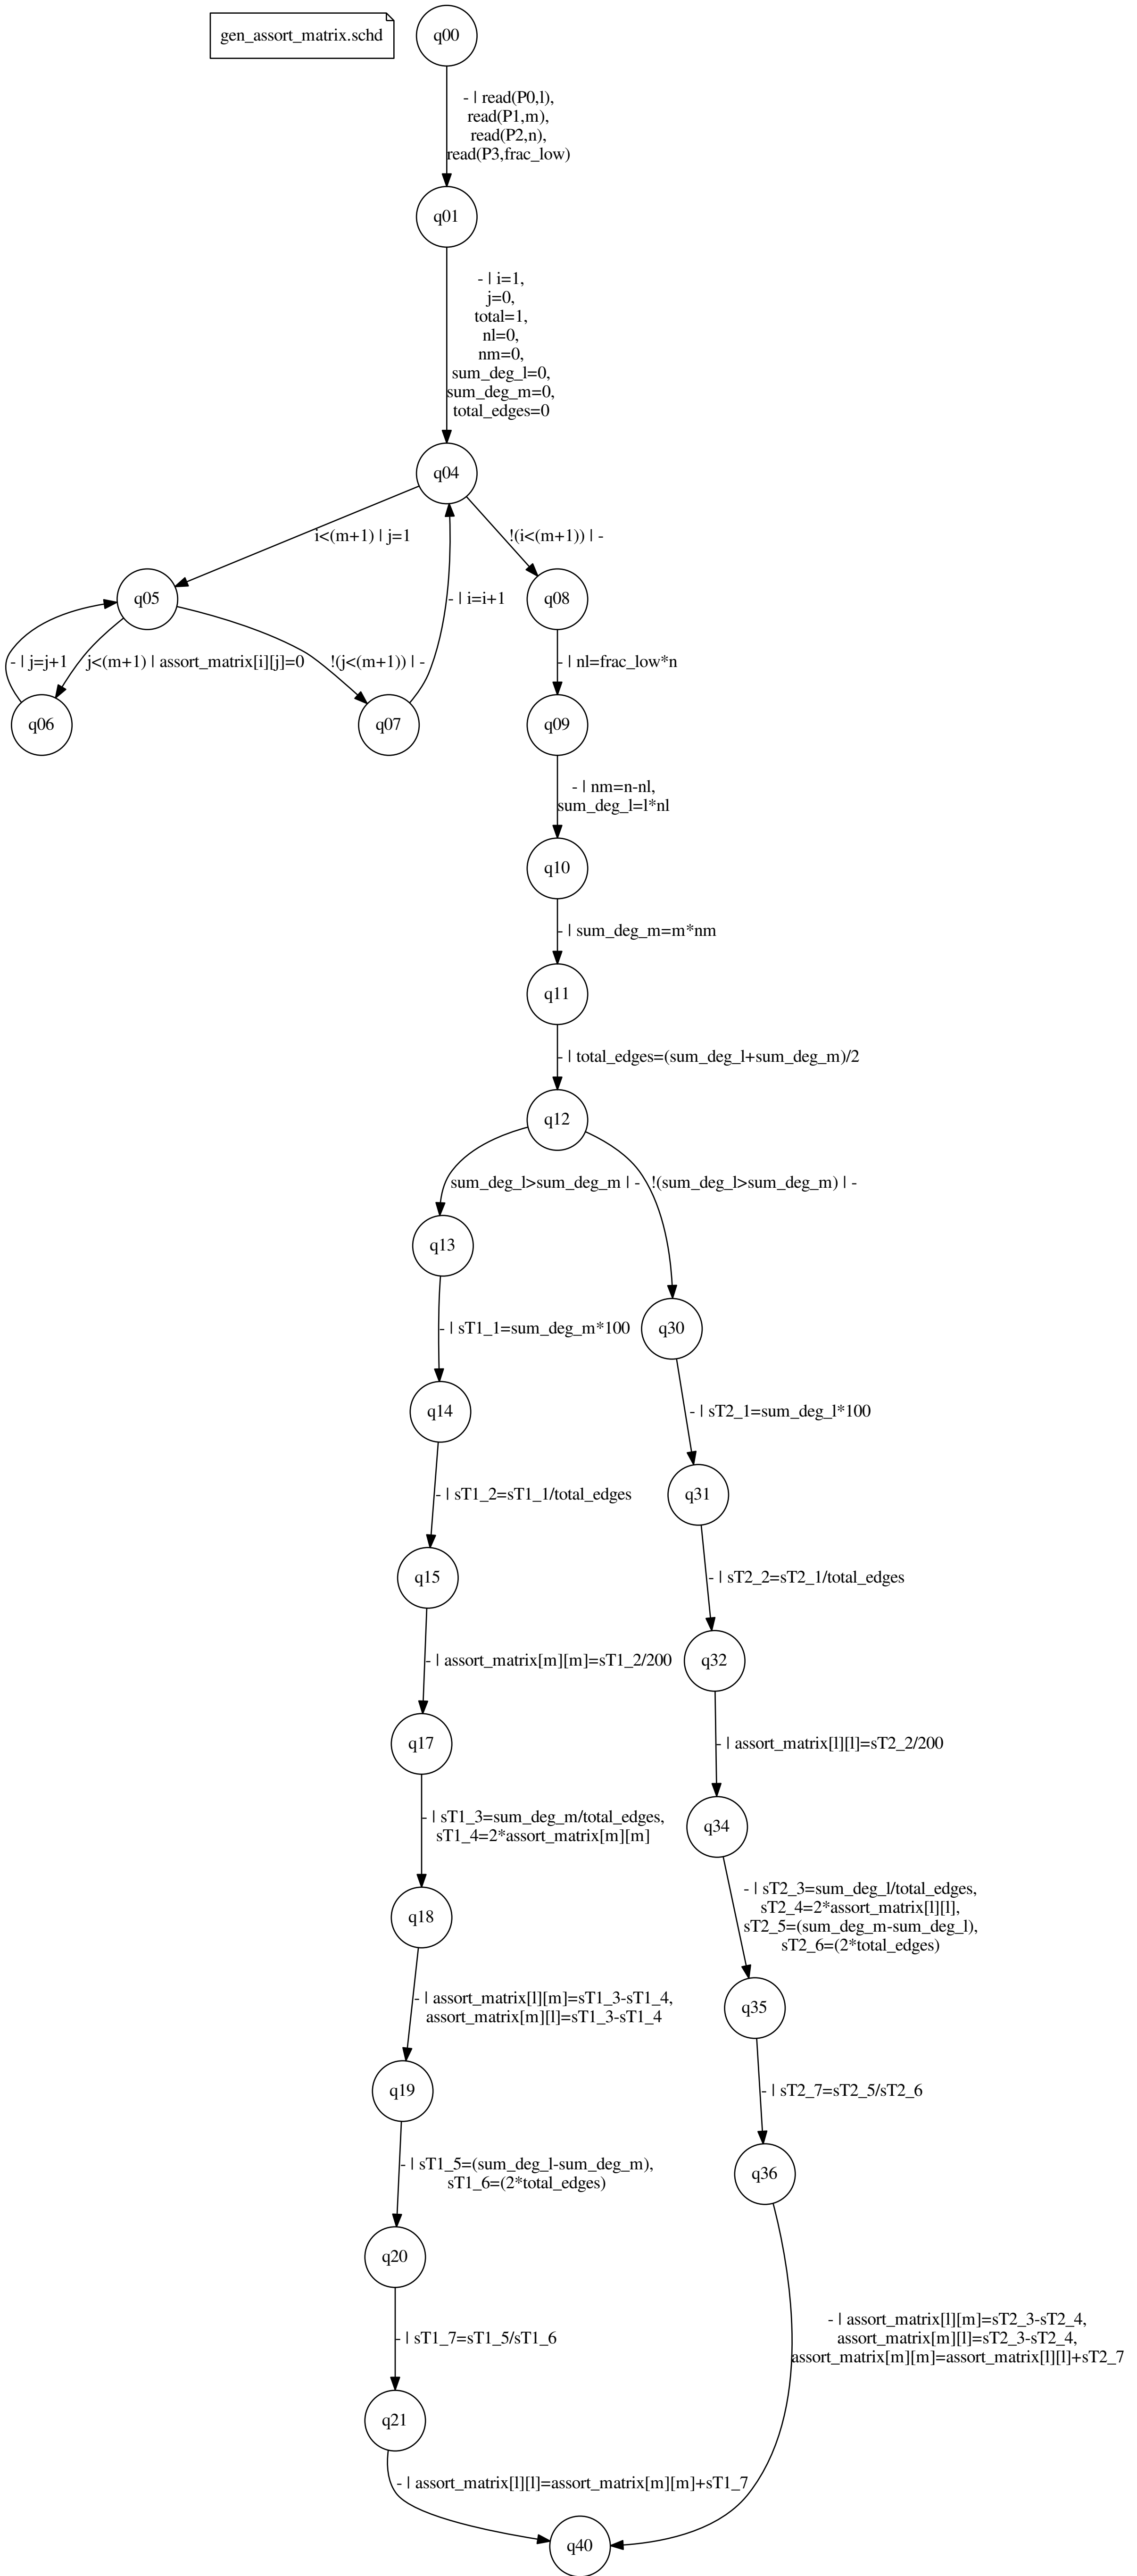 gen_assort_matrix.schd
q00
- | read(P0,l),
read(P1,m),
read(P2,n),
read(P3,frac_low)
q01
- | i=1,
j=0,
total=1,
nl=0,
nm=0,
sum_deg_l=0,
sum_deg_m=0,
total_edges=0
q04
i<(m+1) | j=1
!(i<(m+1)) | -
q05
- | i=i+1
q08
- | j=j+1
j<(m+1) | assort_matrix[i][j]=0
!(j<(m+1)) | -
- | nl=frac_low*n
q06
q07
q09
- | nm=n-nl,
sum_deg_l=l*nl
q10
- | sum_deg_m=m*nm
q11
- | total_edges=(sum_deg_l+sum_deg_m)/2
q12
sum_deg_l>sum_deg_m | -
!(sum_deg_l>sum_deg_m) | -
q13
- | sT1_1=sum_deg_m*100
q30
q14
- | sT2_1=sum_deg_l*100
- | sT1_2=sT1_1/total_edges
q31
q15
- | sT2_2=sT2_1/total_edges
- | assort_matrix[m][m]=sT1_2/200
q32
q17
- | assort_matrix[l][l]=sT2_2/200
- | sT1_3=sum_deg_m/total_edges,
sT1_4=2*assort_matrix[m][m]
q34
q18
- | sT2_3=sum_deg_l/total_edges,
sT2_4=2*assort_matrix[l][l],
sT2_5=(sum_deg_m-sum_deg_l),
sT2_6=(2*total_edges)
- | assort_matrix[l][m]=sT1_3-sT1_4,
assort_matrix[m][l]=sT1_3-sT1_4
q35
q19
- | sT2_7=sT2_5/sT2_6
- | sT1_5=(sum_deg_l-sum_deg_m),
sT1_6=(2*total_edges)
q36
q20
- | sT1_7=sT1_5/sT1_6
- | assort_matrix[l][m]=sT2_3-sT2_4,
assort_matrix[m][l]=sT2_3-sT2_4,
assort_matrix[m][m]=assort_matrix[l][l]+sT2_7
q21
- | assort_matrix[l][l]=assort_matrix[m][m]+sT1_7
q40